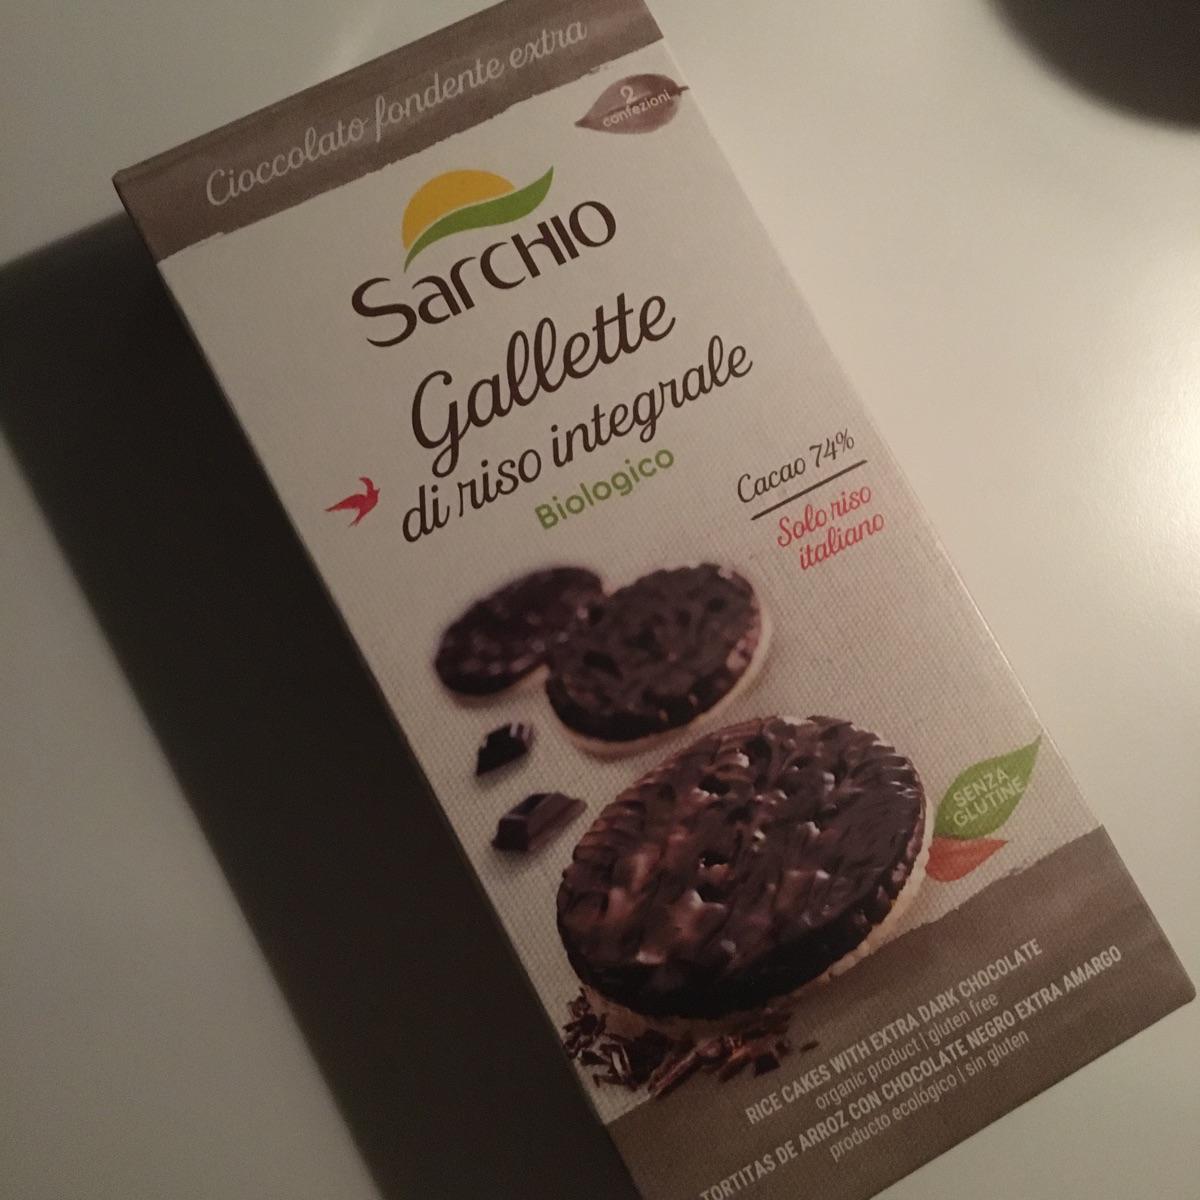 Cioccolato fondente extra
2
confezioni
Sarchio
Gallette
di riso integrale
Biologico
Cacao 74%
Solo riso
italiano
SENZA
GLUTINE
RICE CAKES WITH EXTRA DARK CHOCOLATE
organic product | gluten free
TORTITAS DE ARROZ CON CHOCOLATE NEGRO EXTRA AMARGO
producto ecológico | sin gluten